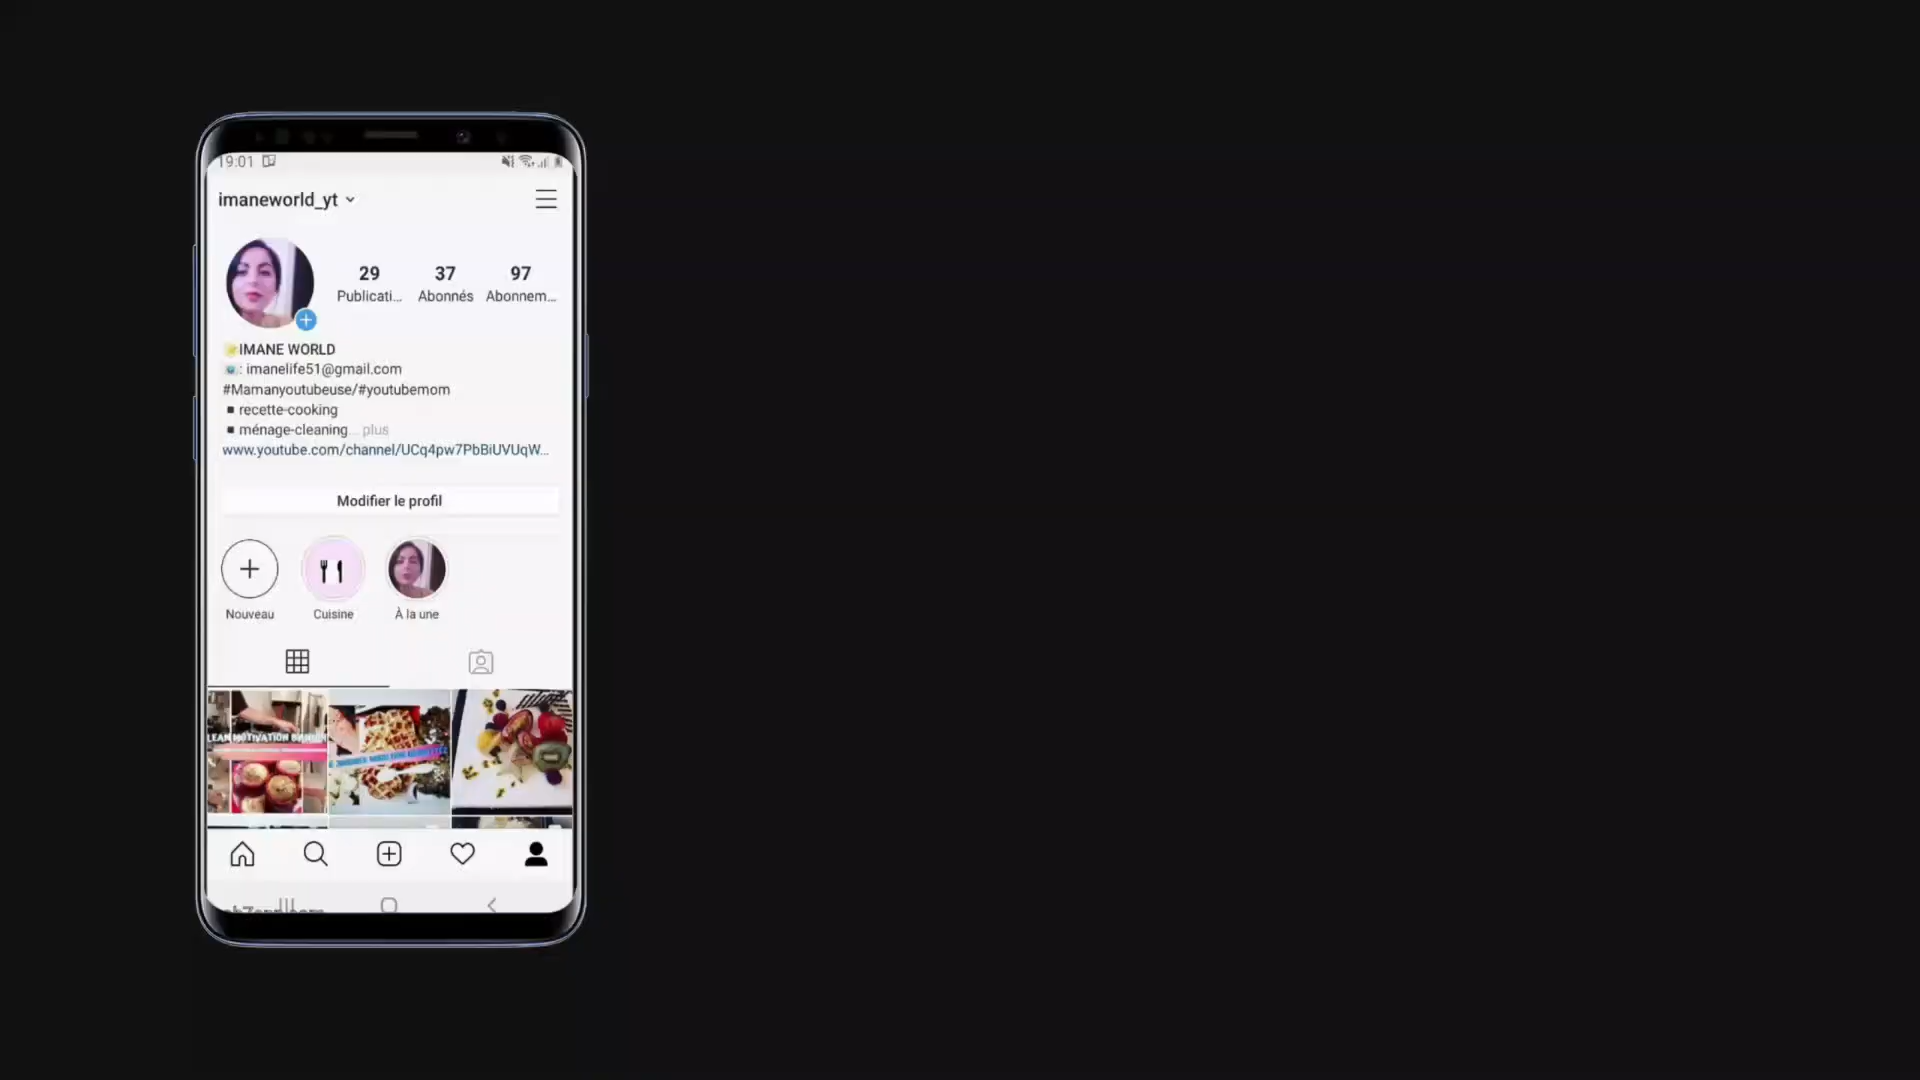 19:01
imaneworld_yt
29 37 97
Publicati... Abonnés Abonnem...
IMANE WORLD
: imanelife51@gmail.com
#Mamanyoutubeuse/#youtubemom
▪ recette-cooking
▪ ménage-cleaning... plus
www.youtube.com/channel/UCq4pw7PbBiUVUqW...
Modifier le profil
Nouveau Cuisine À la une
MOTIVATION